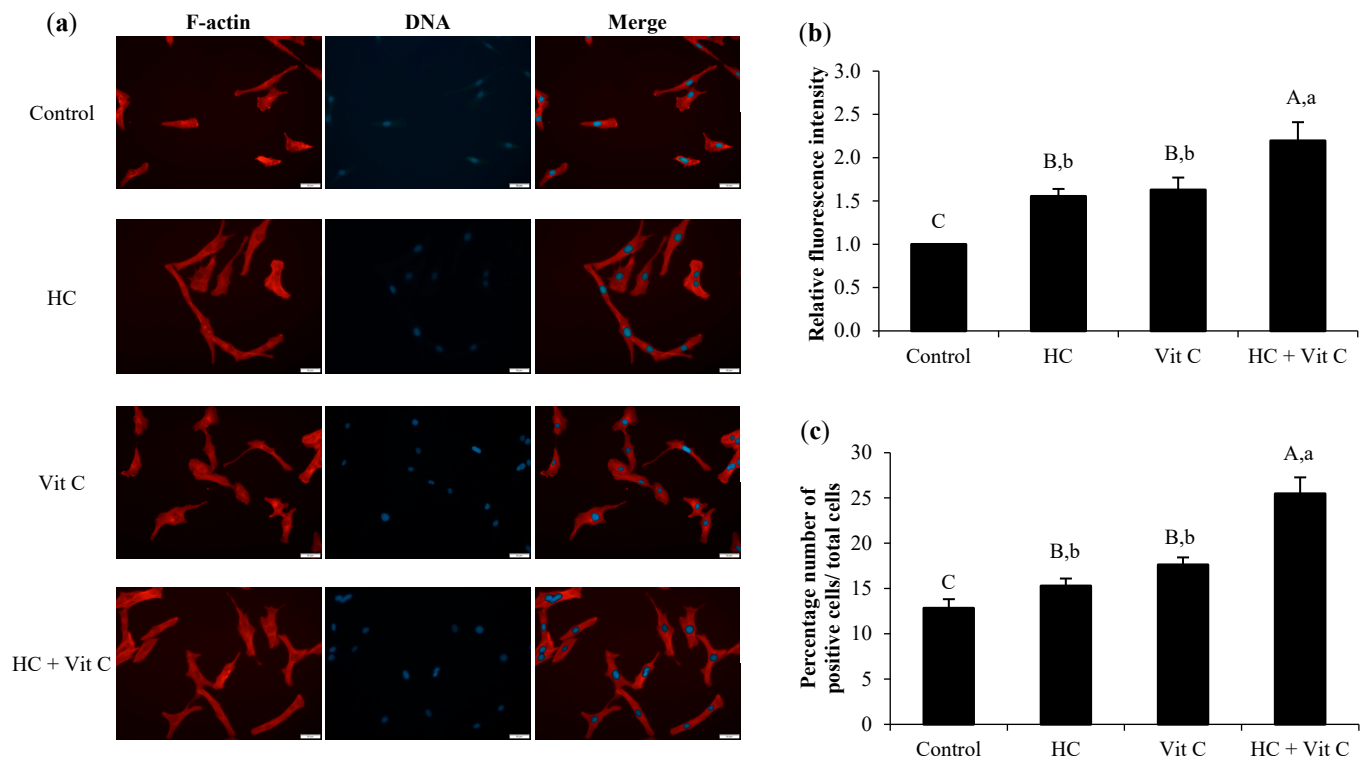 (a)
F-actin DNA Merge
Control
HC
Vit C
HC + Vit C
(b)
Relative fluorescence intensity
3.0
2.5
2.0
1.5
1.0
0.5
0.0
C
B,b
B,b
A,a
Control HC Vit C HC + Vit C
(c)
Percentage number of
positive cells/ total cells
30
25
20
15
10
5
0
C
B,b
B,b
A,a
Control HC Vit C HC + Vit C